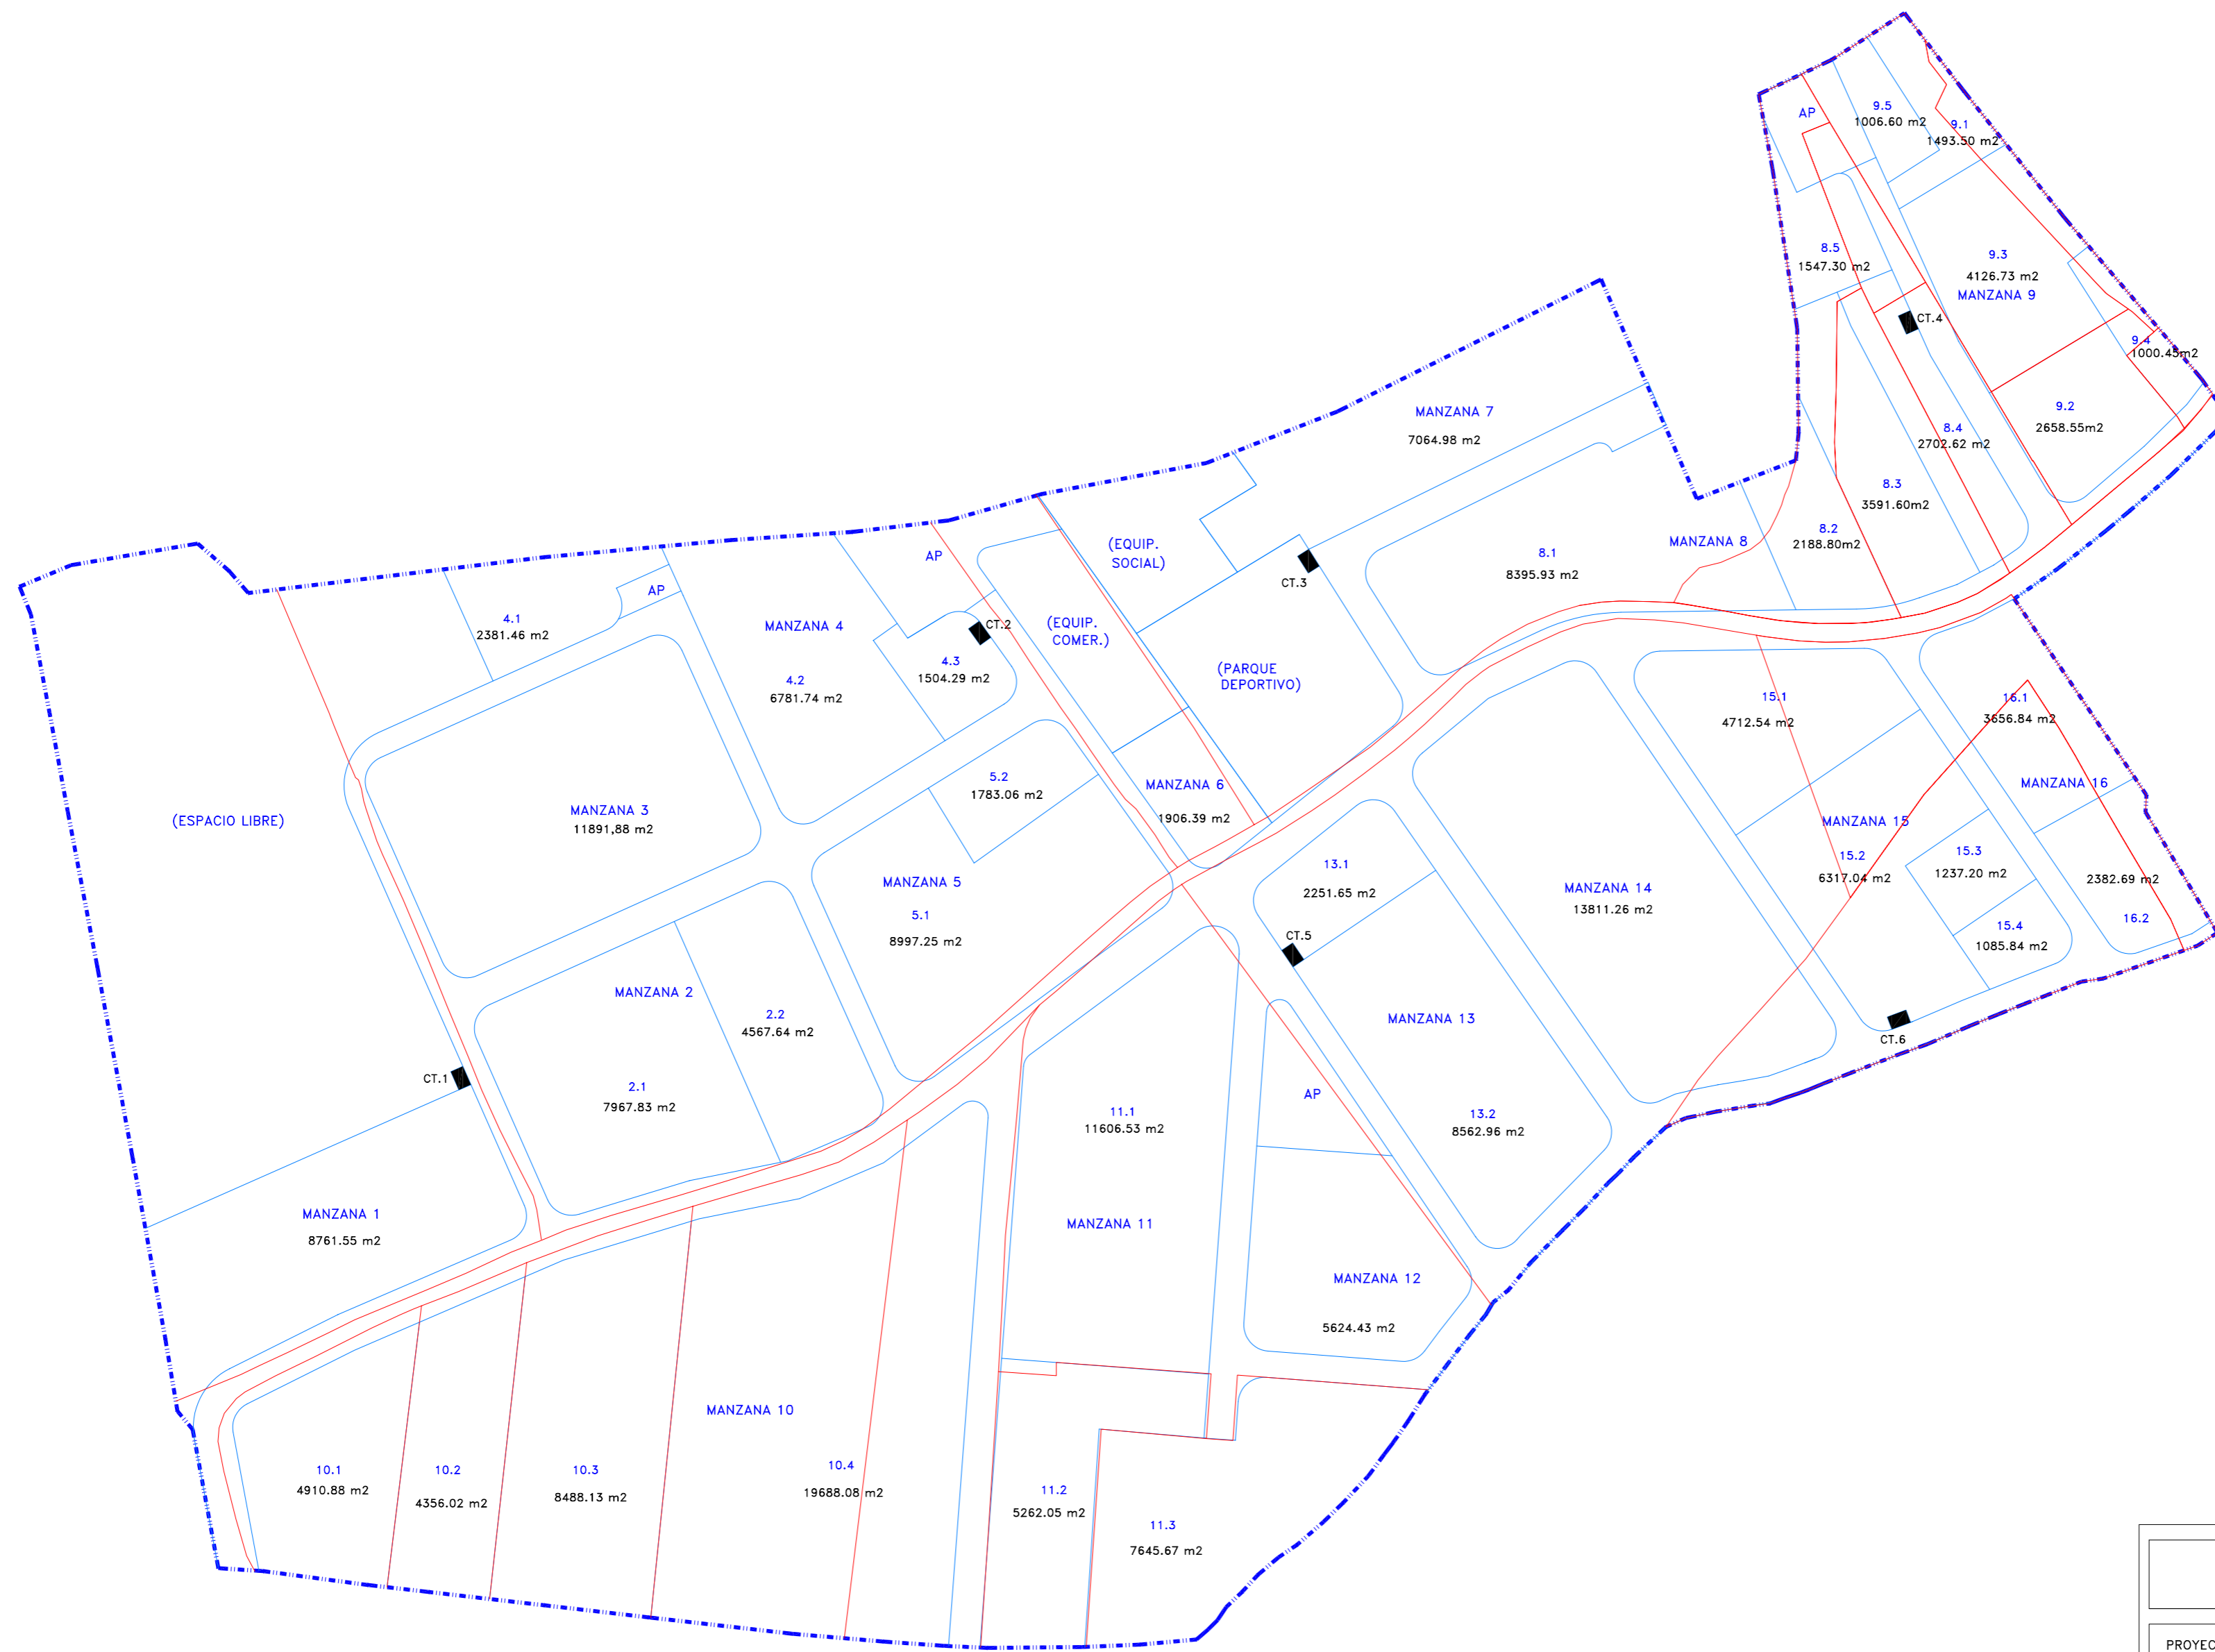 AP
9.5
1006.60 m2
9.1
1493.50 m2
8.5
1547.30 m2
9.3
4126.73 m2
MANZANA 9
CT.4
9.4
1000.45m2
9.2
2658.55m2
8.4
2702.62 m2
8.3
3591.60m2
8.2
2188.80m2
MANZANA 7
7064.98 m2
MANZANA 8
8.1
8395.93 m2
(EQUIP.
SOCIAL)
CT.3
AP
(EQUIP.
COMER.)
(PARQUE
DEPORTIVO)
4.1
2381.46 m2
AP
MANZANA 4
CT.2
4.3
1504.29 m2
4.2
6781.74 m2
15.1
4712.54 m2
16.1
3656.84 m2
MANZANA 16
5.2
1783.06 m2
MANZANA 6
1906.39 m2
(ESPACIO LIBRE)
MANZANA 3
11891,88 m2
MANZANA 15
15.2
6317.04 m2
15.3
1237.20 m2
2382.69 m2
16.2
15.4
1085.84 m2
13.1
2251.65 m2
MANZANA 14
13811.26 m2
MANZANA 5
5.1
8997.25 m2
CT.5
MANZANA 2
2.2
4567.64 m2
MANZANA 13
CT.6
CT.1
2.1
7967.83 m2
AP
11.1
11606.53 m2
13.2
8562.96 m2
MANZANA 1
8761.55 m2
MANZANA 11
MANZANA 12
5624.43 m2
MANZANA 10
10.1
4910.88 m2
10.2
4356.02 m2
10.3
8488.13 m2
10.4
19688.08 m2
11.2
5262.05 m2
11.3
7645.67 m2
PROYEC